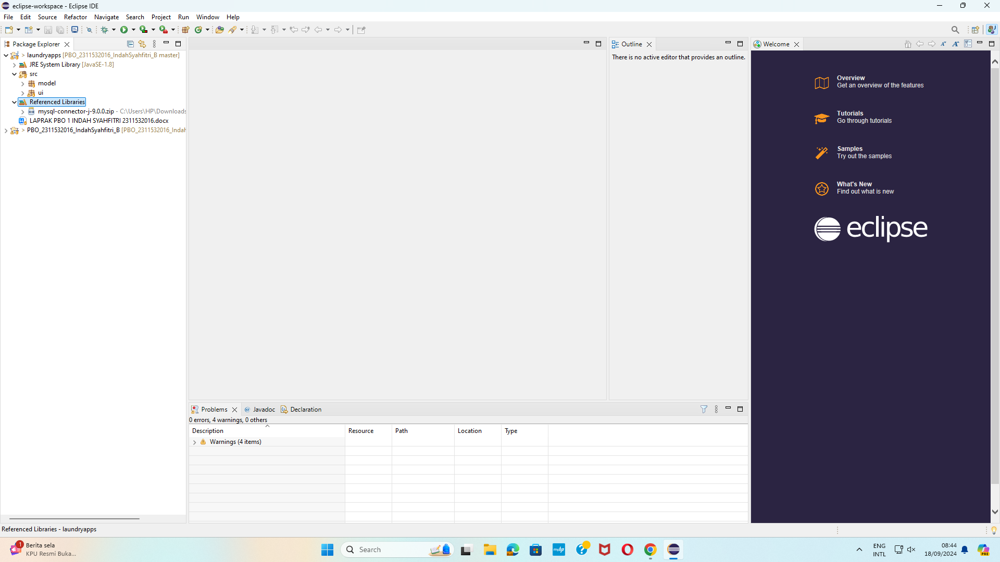 eclipse-workspace - Eclipse IDE
File Edit Source Refactor Navigate Search Project Run Window Help
Package Explorer
> laundryapps [PBO_2311532016_IndahSyahfitri_B master]
JRE System Library [JavaSE-1.8]
src
model
ui
Referenced Libraries
mysql-connector-j-9.0.0.zip - C:\Users\HP\Downloads
LAPRAK PBO 1 INDAH SYAHFITRI 2311532016.docx
> PBO_2311532016_IndahSyahfitri_B [PBO_2311532016_Indah
Outline
There is no active editor that provides an outline.
Welcome
Overview
Get an overview of the features
Tutorials
Go through tutorials
Samples
Try out the samples
What's New
Find out what is new
eclipse
Problems @ Javadoc Declaration
0 errors, 4 warnings, 0 others
Description Resource Path Location Type
Warnings (4 items)
Referenced Libraries - laundryapps
1
Berita sela
KPU Resmi Buka...
Search
myhp
ENG
INTL
08:44
18/09/2024
PRE